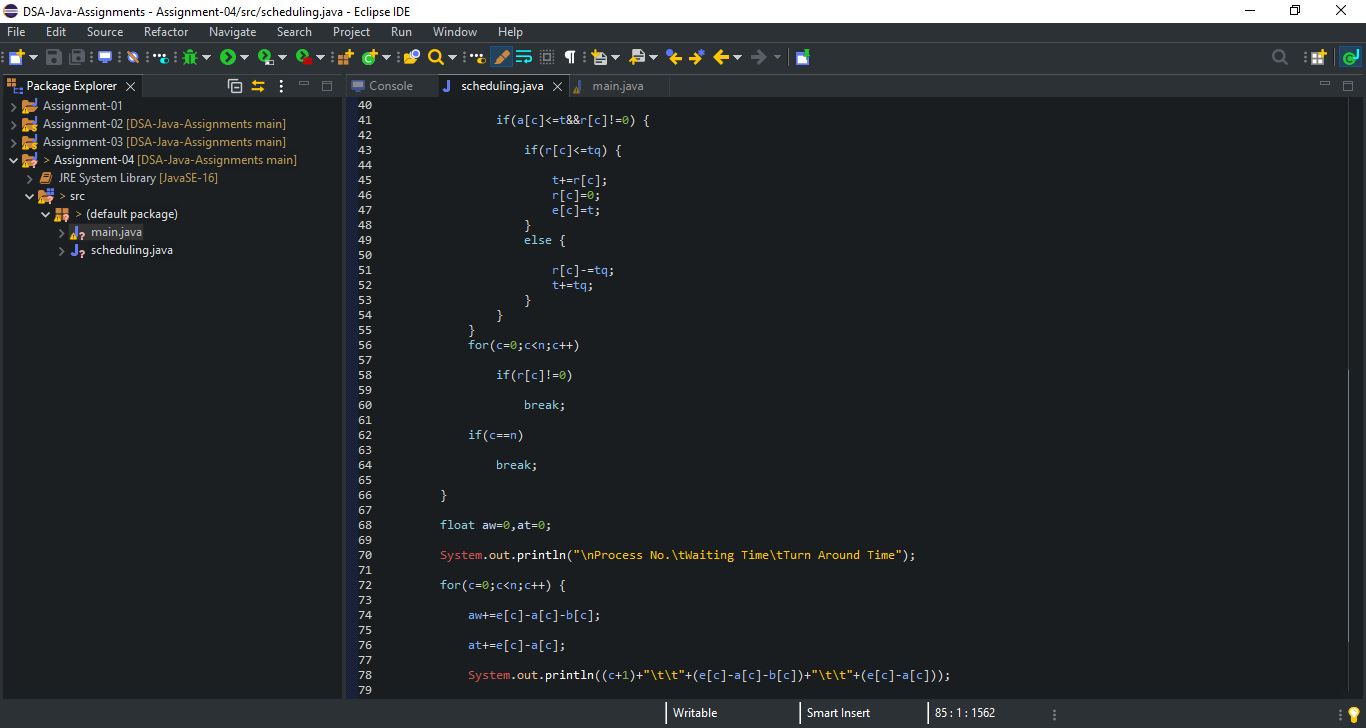 DSA-Java-Assignments - Assignment-04/src/scheduling.java - Eclipse IDE
File Edit Source Refactor Navigate Search Project Run Window Help
Package Explorer
Console scheduling.java main.java
Assignment-01
Assignment-02 [DSA-Java-Assignments main]
Assignment-03 [DSA-Java-Assignments main]
> Assignment-04 [DSA-Java-Assignments main]
JRE System Library [JavaSE-16]
> src
> (default package)
main.java
scheduling.java
40
41 if(a[c]<=t&&r[c]!=0) {
42
43 if(r[c]<=tq) {
44
45 t+=r[c];
46 r[c]=0;
47 e[c]=t;
48 }
49 else {
50
51 r[c]-=tq;
52 t+=tq;
53 }
54 }
55 }
56 for(c=0;c<n;c++)
57
58 if(r[c]!=0)
59
60 break;
61
62 if(c==n)
63
64 break;
65
66 }
67
68 float aw=0,at=0;
69
70 System.out.println("\nProcess No.\tWaiting Time\tTurn Around Time");
71
72 for(c=0;c<n;c++) {
73
74 aw+=e[c]-a[c]-b[c];
75
76 at+=e[c]-a[c];
77
78 System.out.println((c+1)+"\t\t"+(e[c]-a[c]-b[c])+"\t\t"+(e[c]-a[c]));
79
Writable Smart Insert 85 : 1 : 1562